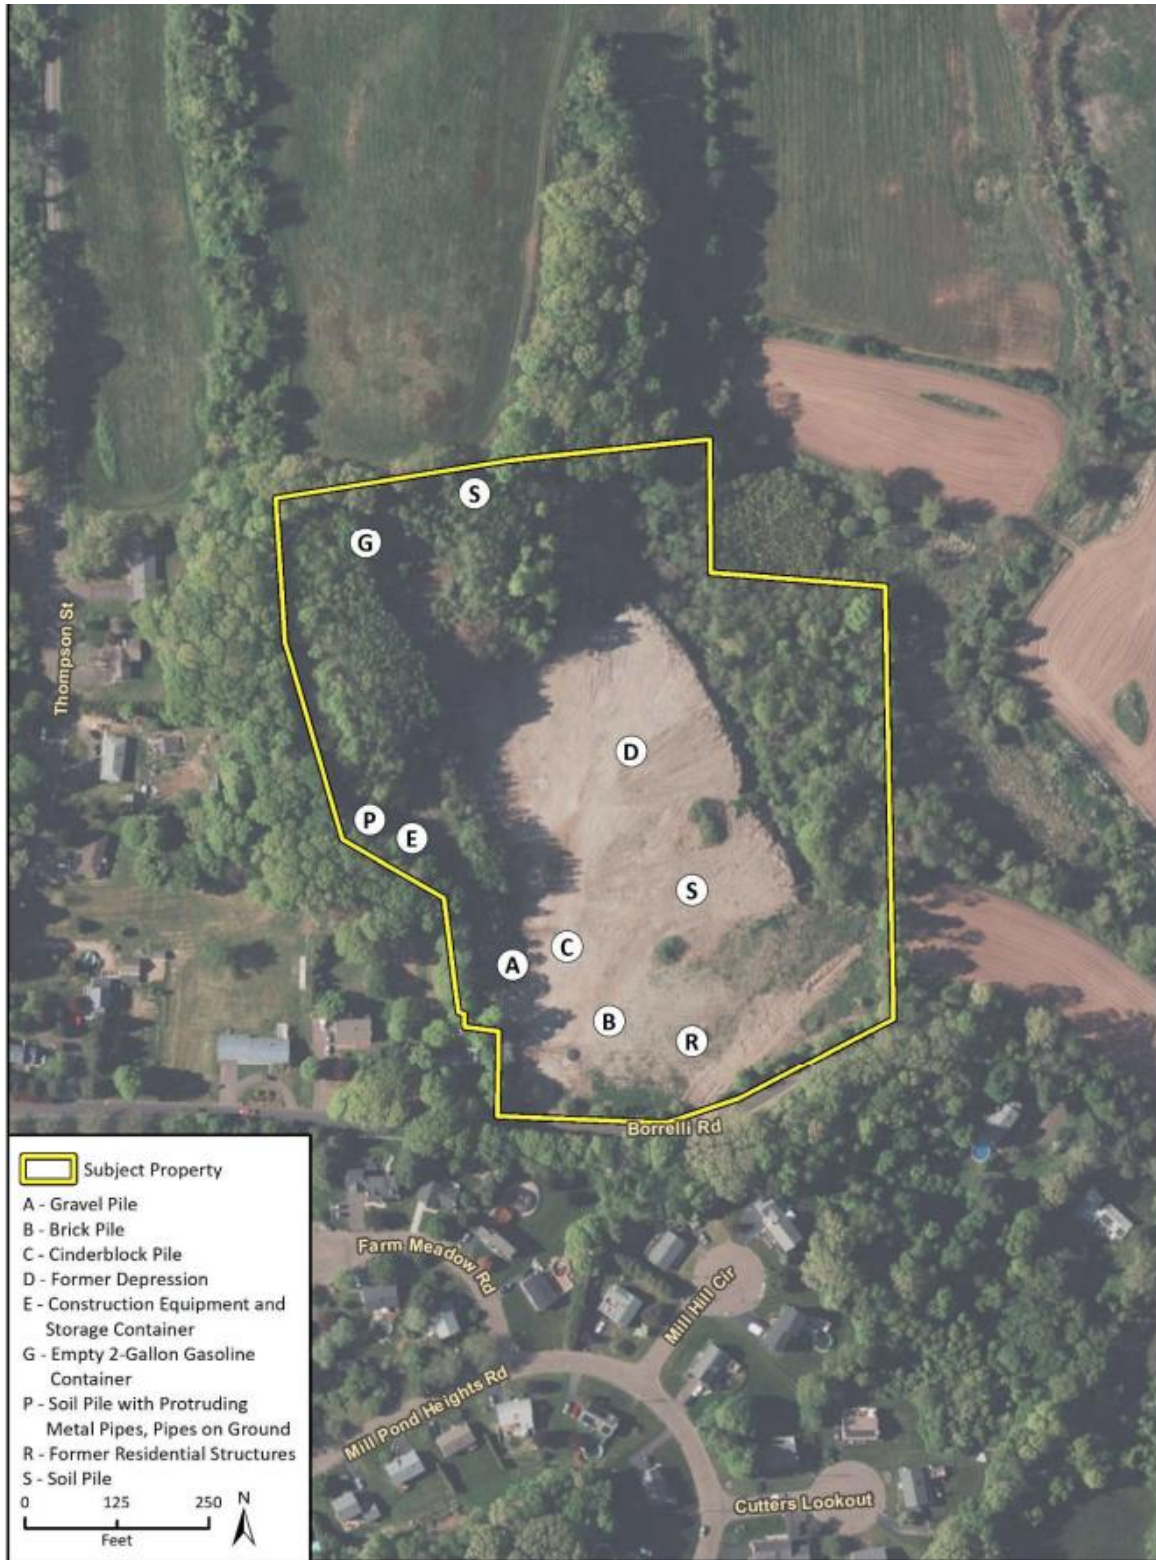 S
G
Thompson St
D
P
E
S
C
A
B
R
Borrelli Rd
Subject Property
A - Gravel Pile
B - Brick Pile
C - Cinderblock Pile
D - Former Depression
E - Construction Equipment and
Storage Container
G - Empty 2-Gallon Gasoline
Container
P - Soil Pile with Protruding
Metal Pipes, Pipes on Ground
R - Former Residential Structures
S - Soil Pile
0 125 250 N
Feet
Farm Meadow Rd
Mill Hill Cir
Mill Pond Heights Rd
Cutters Lookout